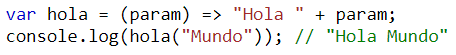 var hola = (param) => "Hola " + param;
console.log(hola("Mundo")); // "Hola Mundo"